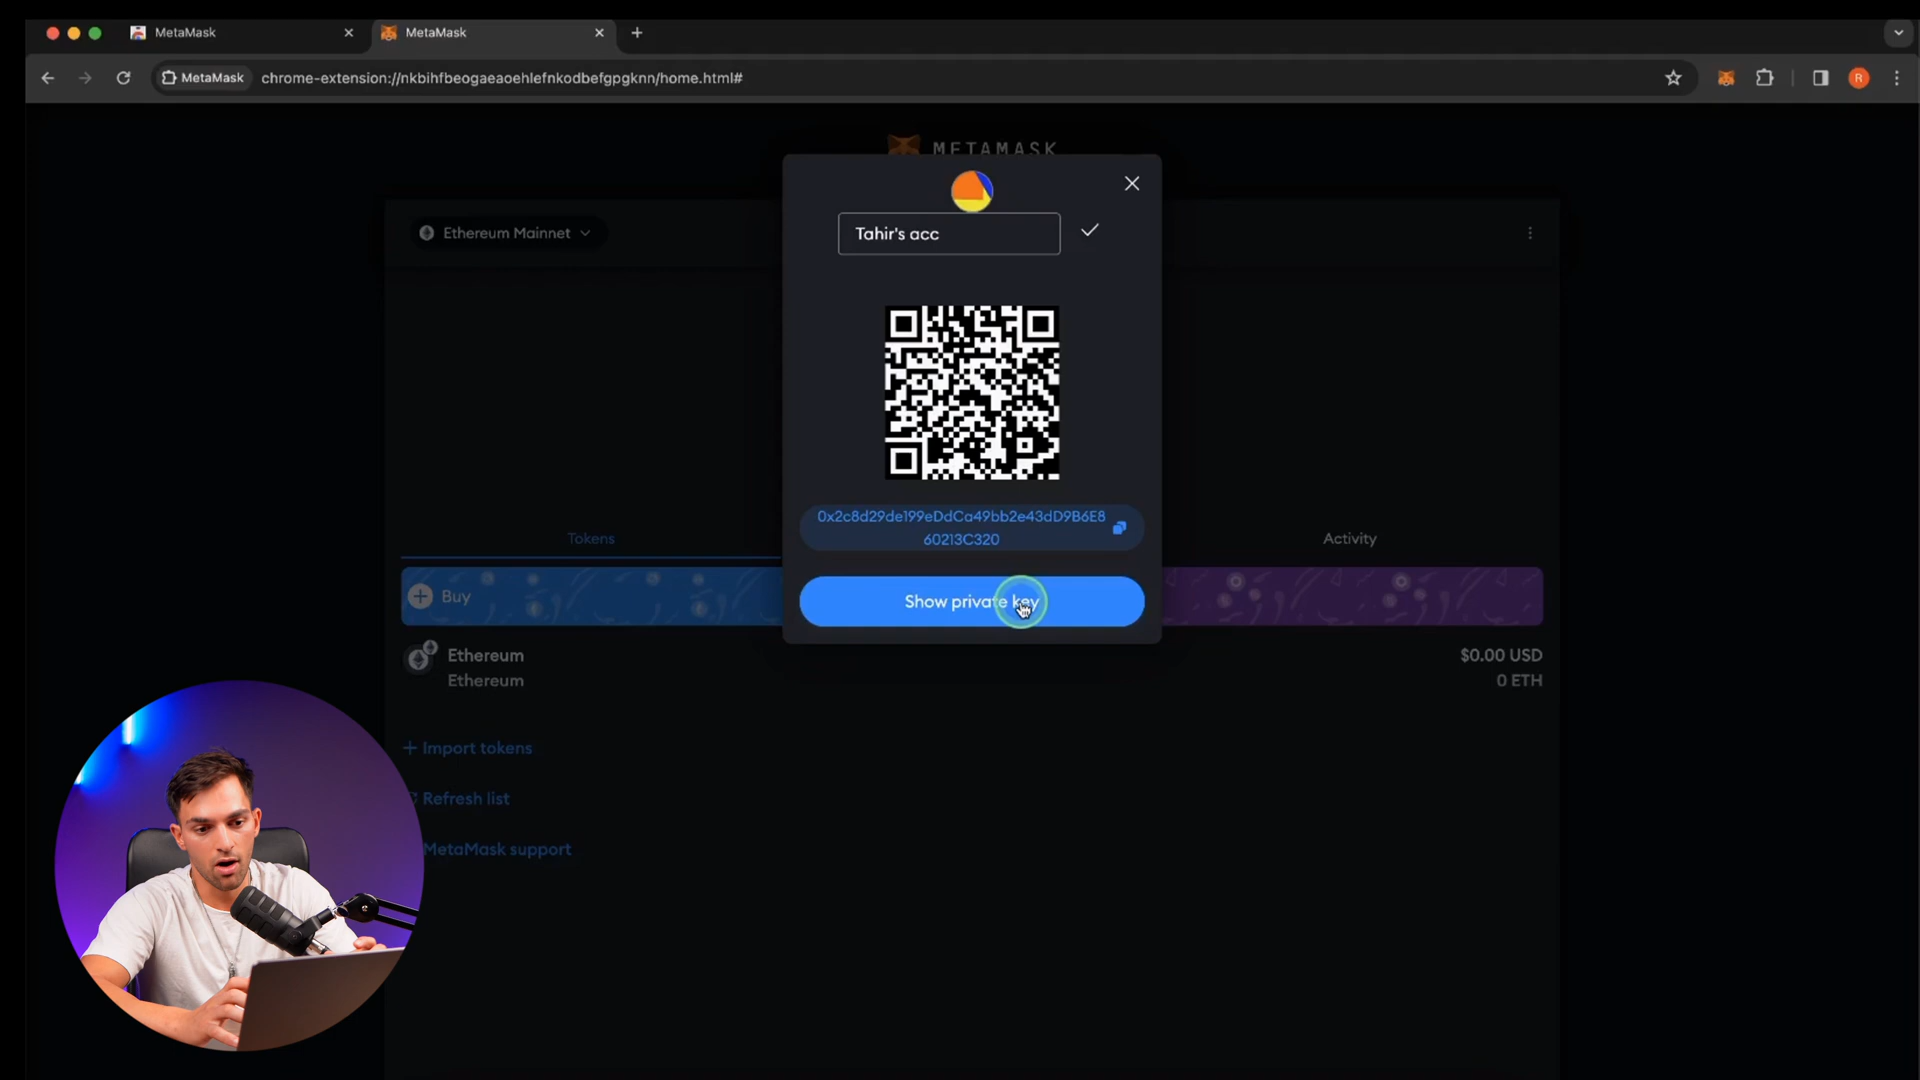 MetaMask
MetaMask
MetaMask chrome-extension://nkbihfbeogaeaoehlefnkodbefgpgknn/home.html#
R
METAMASK
Ethereum Mainnet
Tahir's acc
0x2c8d29de199eDdCa49bb2e43dD9B6E8
60213C320
Tokens
Activity
Buy
Show private key
Ethereum
$0.00 USD
Ethereum
0 ETH
+ Import tokens
Refresh list
MetaMask support